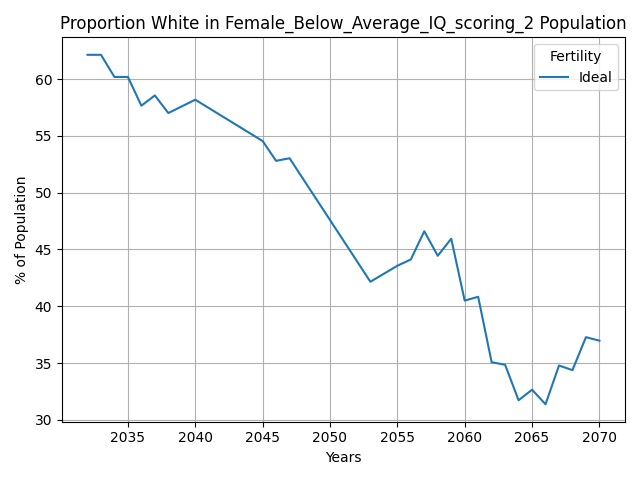 Proportion White in Female_Below_Average_IQ_scoring_2 Population
Fertility
Ideal
% of Population
60
55
50
45
40
35
30
2035 2040 2045 2050 2055 2060 2065 2070
Years